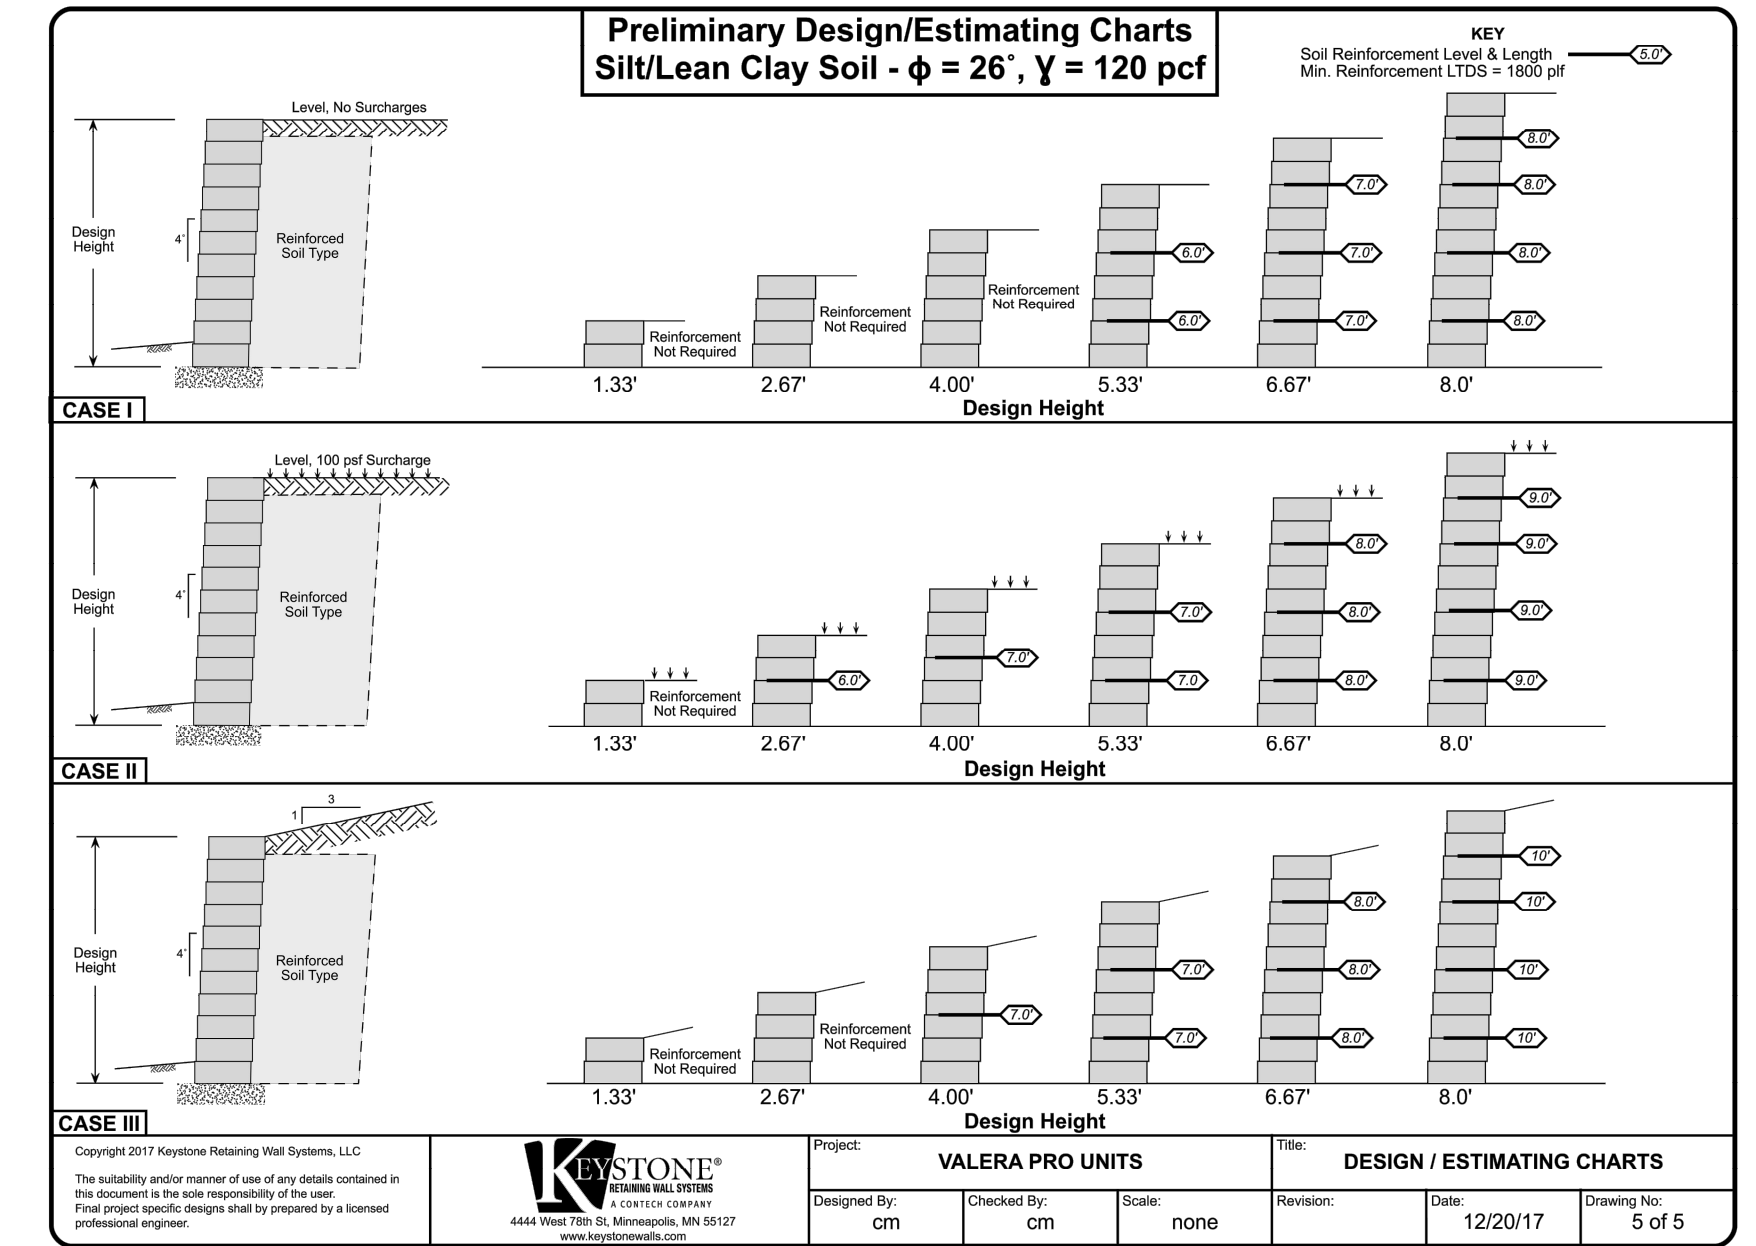 Preliminary Design/Estimating Charts
Silt/Lean Clay Soil - ϕ = 26˚, Ɣ = 120 pcf
KEY
Soil Reinforcement Level & Length
5.0'
Min. Reinforcement LTDS = 1800 plf
Level, No Surcharges
Design
Height
4˚
Reinforced
Soil Type
Reinforcement
Not Required
Reinforcement
Not Required
Reinforcement
Not Required
6.0'
6.0'
7.0'
7.0'
7.0'
8.0'
8.0'
8.0'
8.0'
1.33'
2.67'
4.00'
5.33'
6.67'
8.0'
Design Height
CASE I
Level, 100 psf Surcharge
Design
Height
4˚
Reinforced
Soil Type
Reinforcement
Not Required
6.0'
7.0'
7.0'
7.0
8.0'
8.0'
8.0'
9.0'
9.0'
9.0'
9.0'
1.33'
2.67'
4.00'
5.33'
6.67'
8.0'
Design Height
CASE II
3
1
Design
Height
4˚
Reinforced
Soil Type
Reinforcement
Not Required
Reinforcement
Not Required
7.0'
7.0'
7.0'
8.0'
8.0'
8.0'
10'
10'
10'
10'
1.33'
2.67'
4.00'
5.33'
6.67'
8.0'
Design Height
CASE III
Copyright 2017 Keystone Retaining Wall Systems, LLC
The suitability and/or manner of use of any details contained in
this document is the sole responsibility of the user.
Final project specific designs shall by prepared by a licensed
professional engineer.
KEYSTONE®
RETAINING WALL SYSTEMS
A CONTECH COMPANY
4444 West 78th St, Minneapolis, MN 55127
www.keystonewalls.com
Project:
VALERA PRO UNITS
Title:
DESIGN / ESTIMATING CHARTS
Designed By:
cm
Checked By:
cm
Scale:
none
Revision:
Date:
12/20/17
Drawing No:
5 of 5